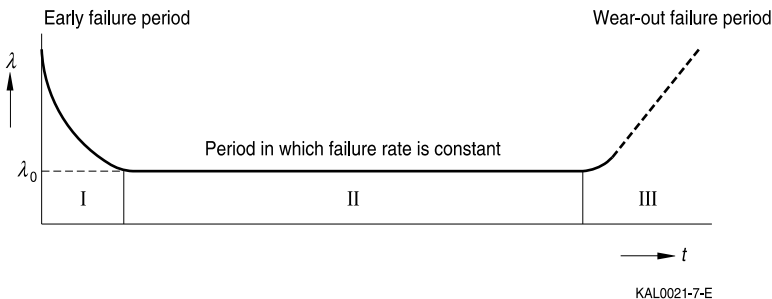 Early failure period
Wear-out failure period
λ
Period in which failure rate is constant
λ0
I
II
III
t
KAL0021-7-E